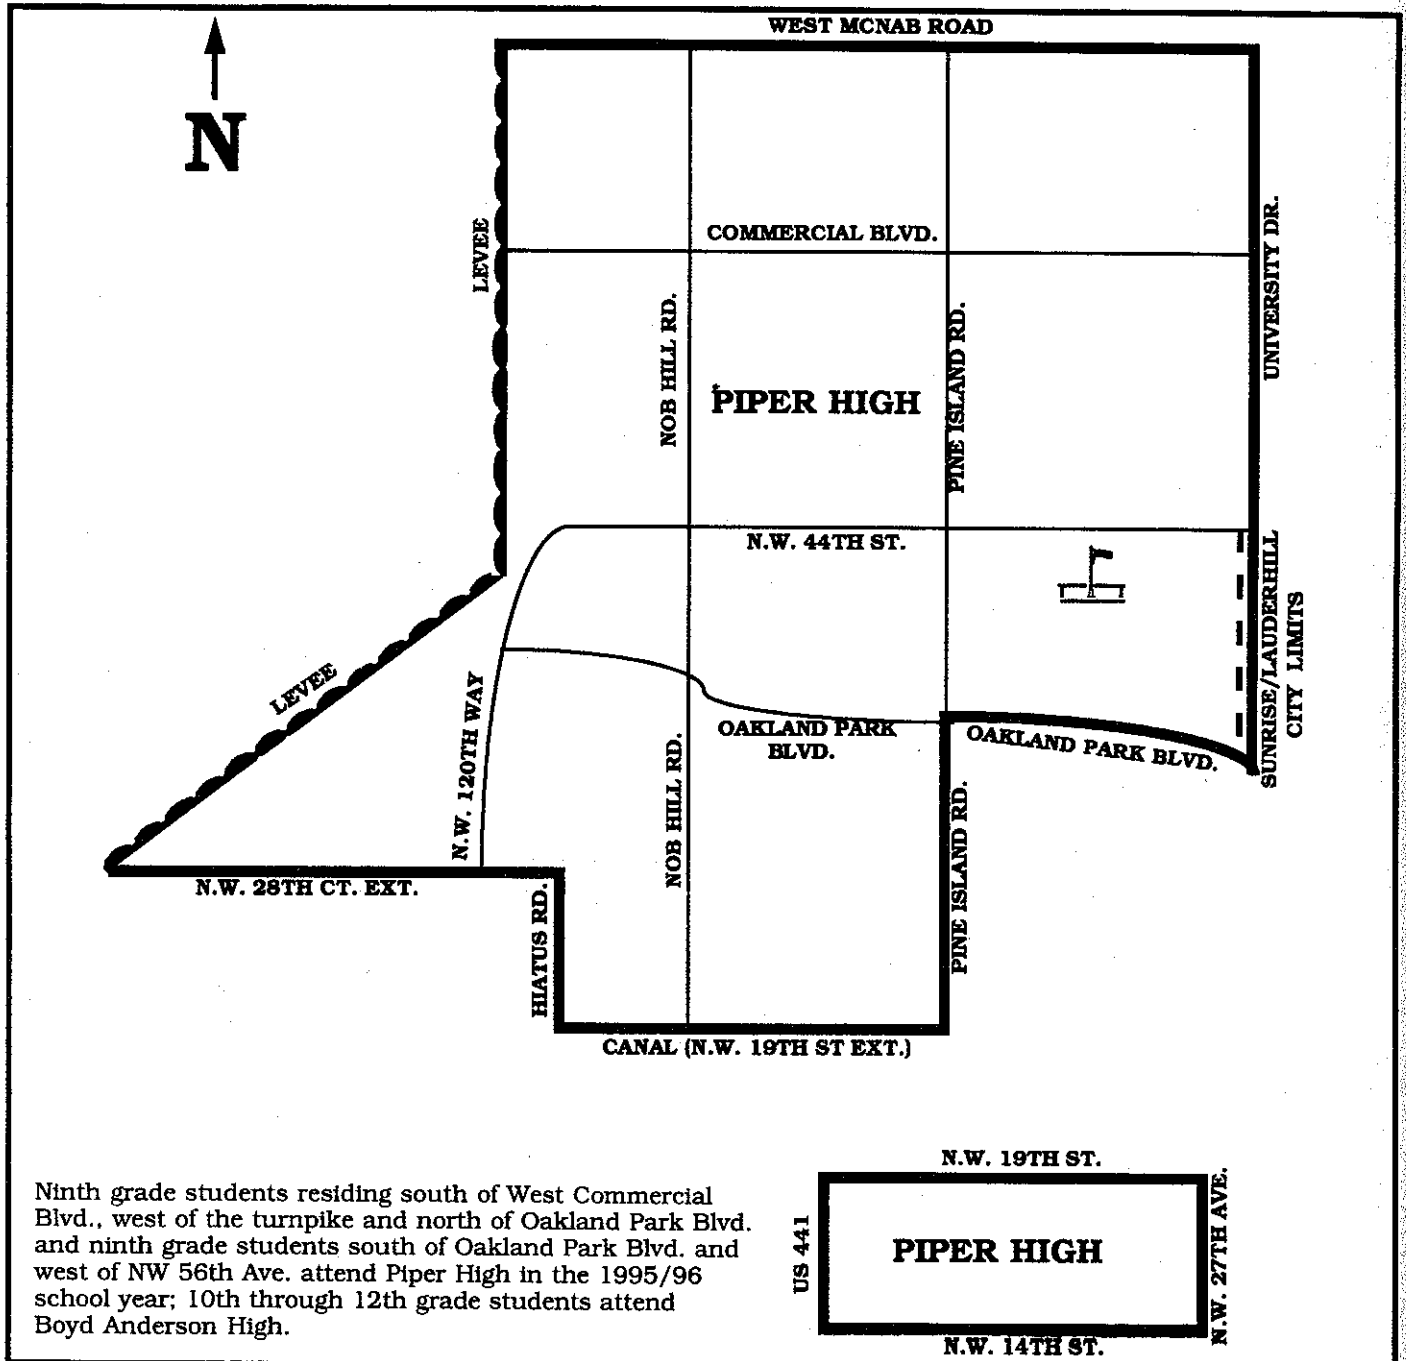 WEST MCNAB ROAD
N
LEVEE
COMMERCIAL BLVD.
UNIVERSITY DR.
NOB HILL RD.
PINE ISLAND RD.
PIPER HIGH
N.W. 44TH ST.
SUNRISE/LAUDERHILL
CITY LIMITS
LEVEE
N.W. 120TH WAY
OAKLAND PARK
BLVD.
OAKLAND PARK BLVD.
NOB HILL RD.
PINE ISLAND RD.
N.W. 28TH CT. EXT.
HIATUS RD.
CANAL (N.W. 19TH ST EXT.)
Ninth grade students residing south of West Commercial
Blvd., west of the turnpike and north of Oakland Park Blvd.
and ninth grade students south of Oakland Park Blvd. and
west of NW 56th Ave. attend Piper High in the 1995/96
school year; 10th through 12th grade students attend
Boyd Anderson High.
N.W. 19TH ST.
US 441
PIPER HIGH
N.W. 27TH AVE.
N.W. 14TH ST.